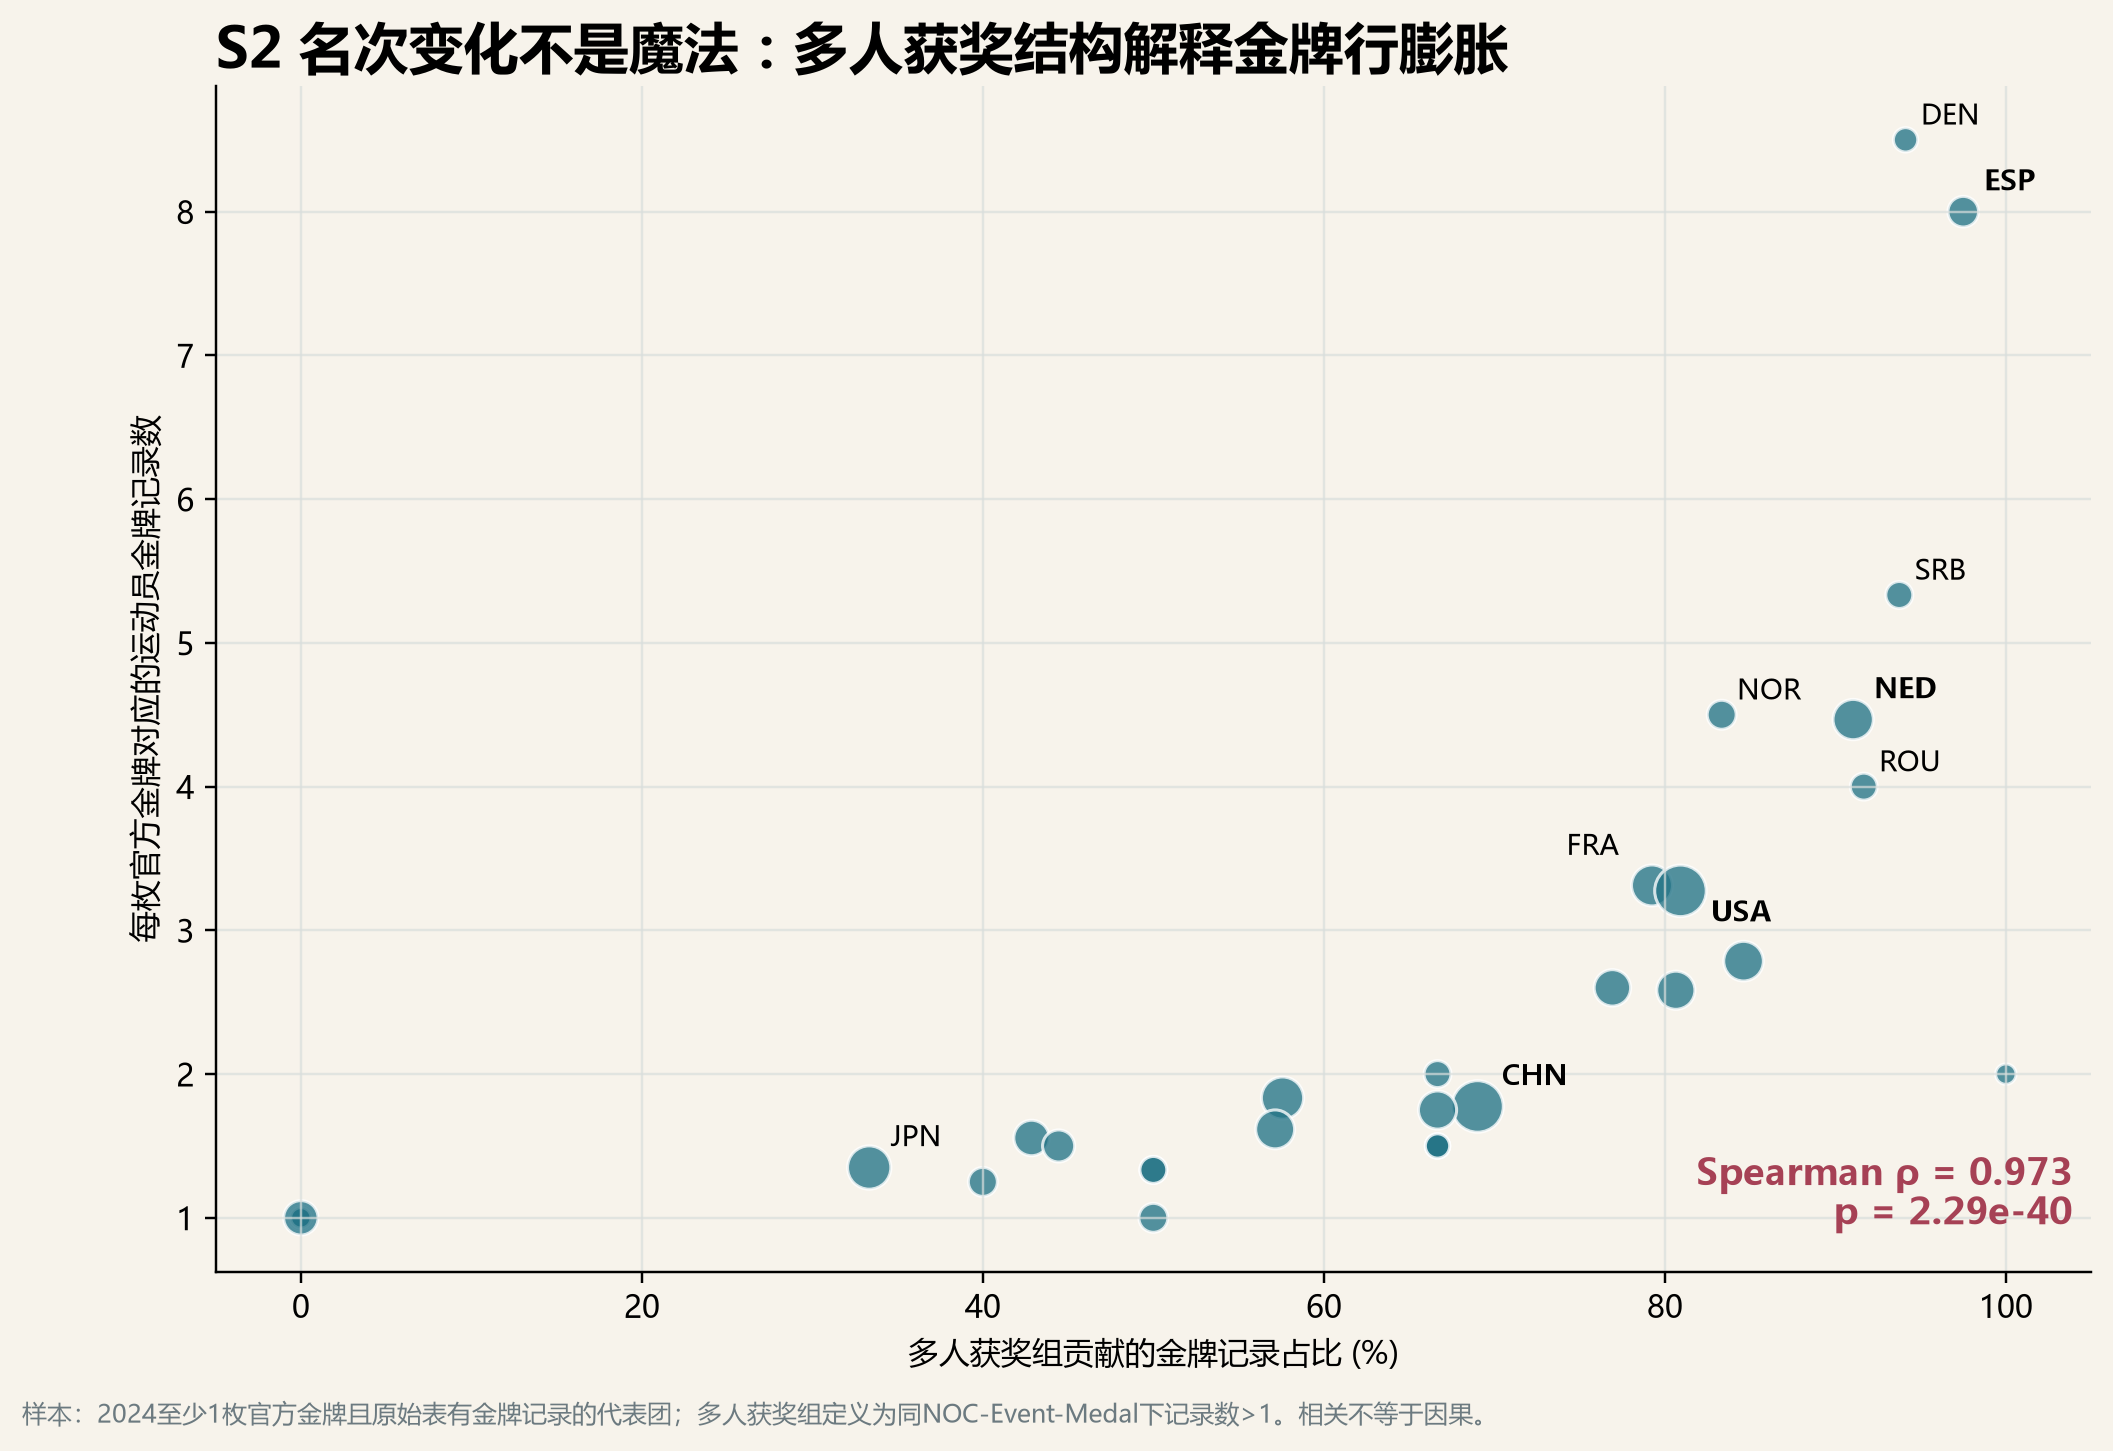 S2 名次变化不是魔法：多人获奖结构解释金牌行膨胀
DEN
ESP
8
7
6
SRB
5
NOR
NED
ROU
4
FRA
3
USA
2
CHN
JPN
1
Spearman ρ = 0.973
p = 2.29e-40
每枚官方金牌对应的运动员金牌记录数
0 20 40 60 80 100
多人获奖组贡献的金牌记录占比 (%)
样本：2024至少1枚官方金牌且原始表有金牌记录的代表团；多人获奖组定义为同NOC-Event-Medal下记录数>1。相关不等于因果。